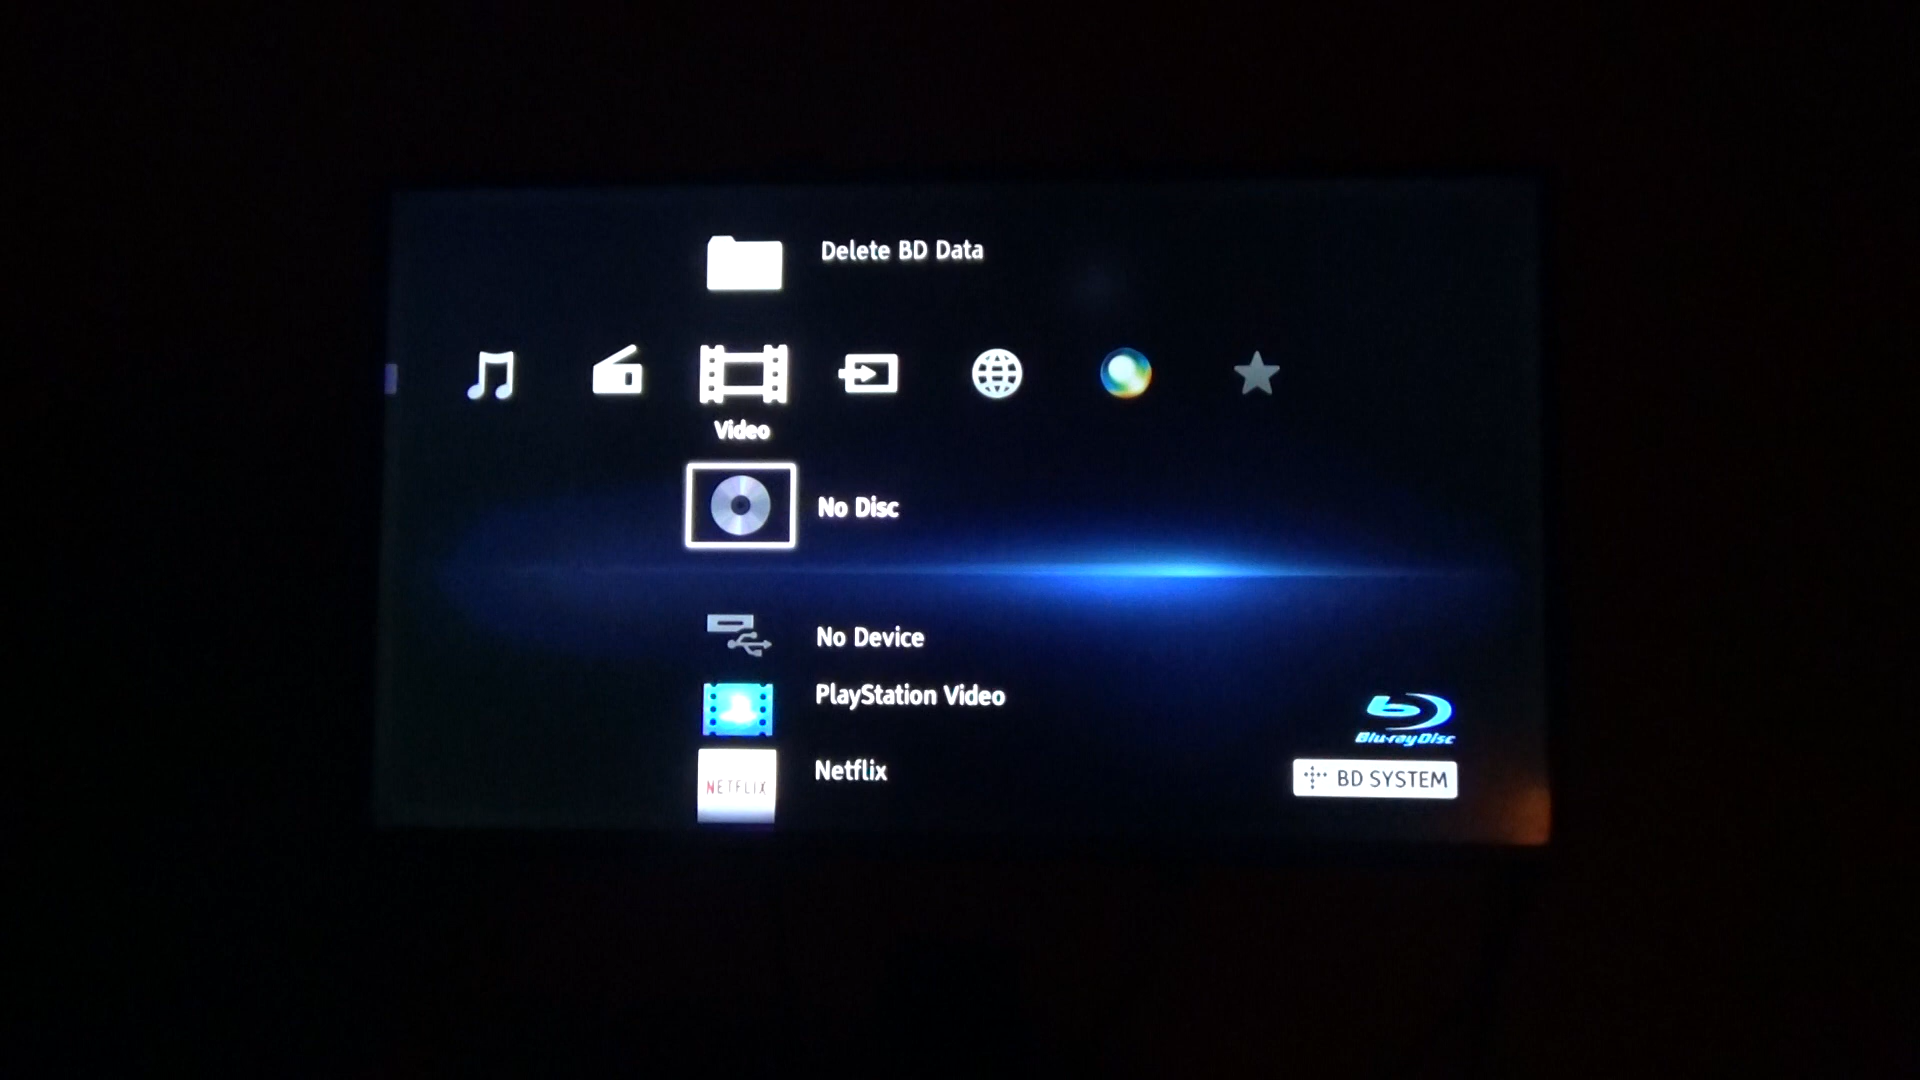 Delete BD Data
Video
No Disc
No Device
PlayStation Video
Netflix
NETFLIX
Blu-ray Disc
BD SYSTEM